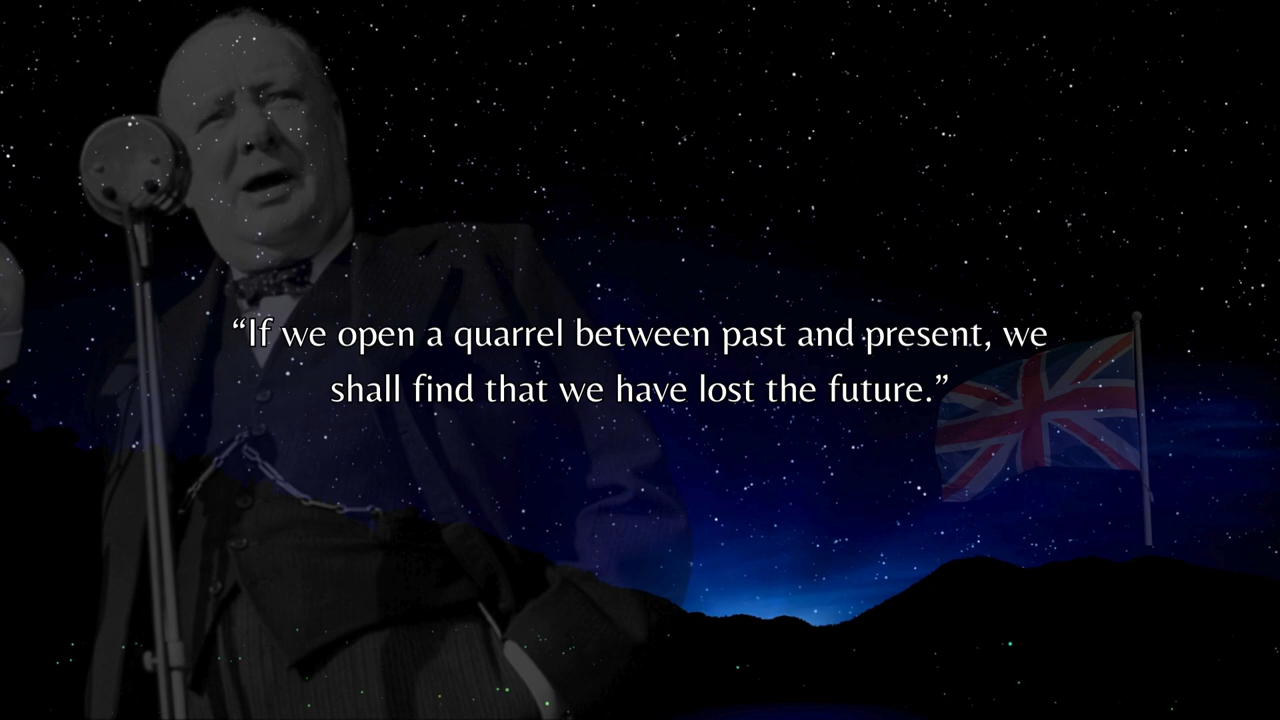 “If we open a quarrel between past and present, we
shall find that we have lost the future.”